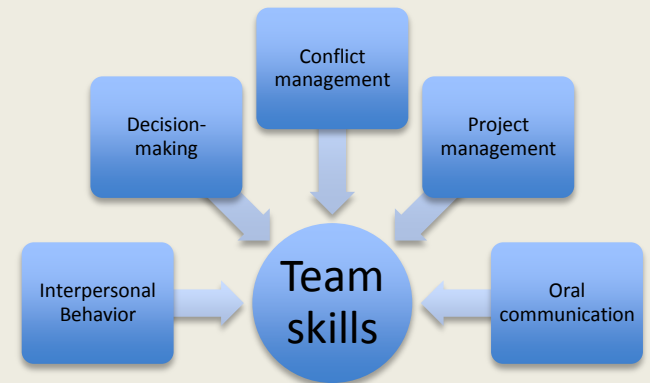 Conflict
management
Decision-
making
Project
management
Interpersonal
Behavior
Team
skills
Oral
communication